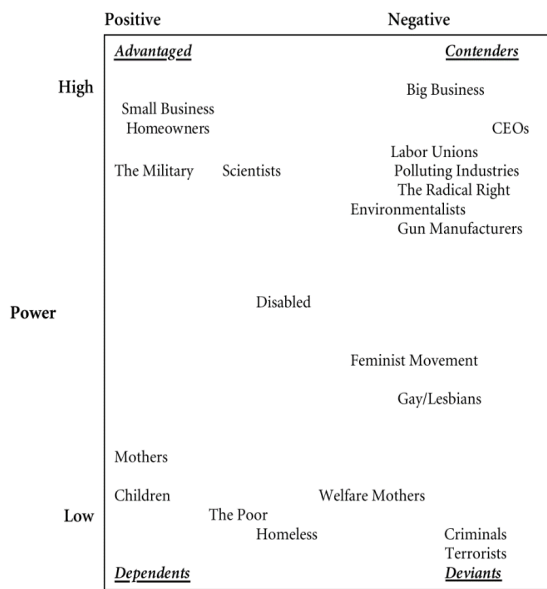 Positive Negative
Advantaged Contenders
High Big Business
Small Business
Homeowners CEOs
Labor Unions
The Military Scientists Polluting Industries
The Radical Right
Environmentalists
Gun Manufacturers
Disabled
Power
Feminist Movement
Gay/Lesbians
Mothers
Children Welfare Mothers
Low The Poor
Homeless Criminals
Terrorists
Dependents Deviants